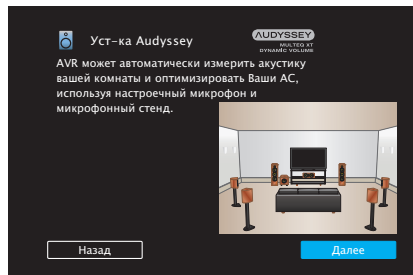 Уст-ка Audyssey
AUDYSSEY
MULTEQ XT
DYNAMIC VOLUME
AVR может автоматически измерить акустику
вашей комнаты и оптимизировать Ваши АС,
используя настроечный микрофон и
микрофонный стенд.
Назад
Далее